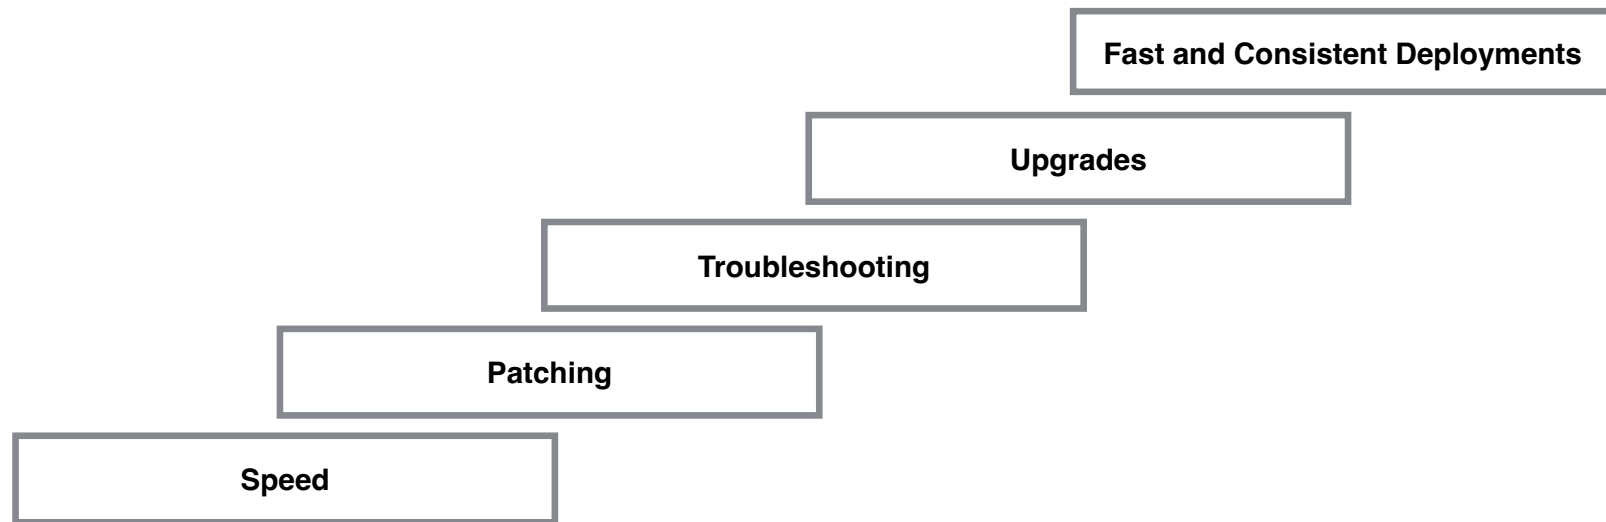 Fast and Consistent Deployments
Upgrades
Troubleshooting
Patching
Speed